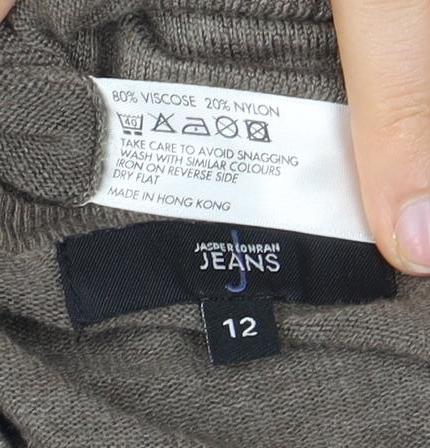 80% VISCOSE 20% NYLON
40
TAKE CARE TO AVOID SNAGGING
WASH WITH SIMILAR COLOURS
IRON ON REVERSE SIDE
DRY FLAT
MADE IN HONG KONG
JASPER CONRAN
J
JEANS
12